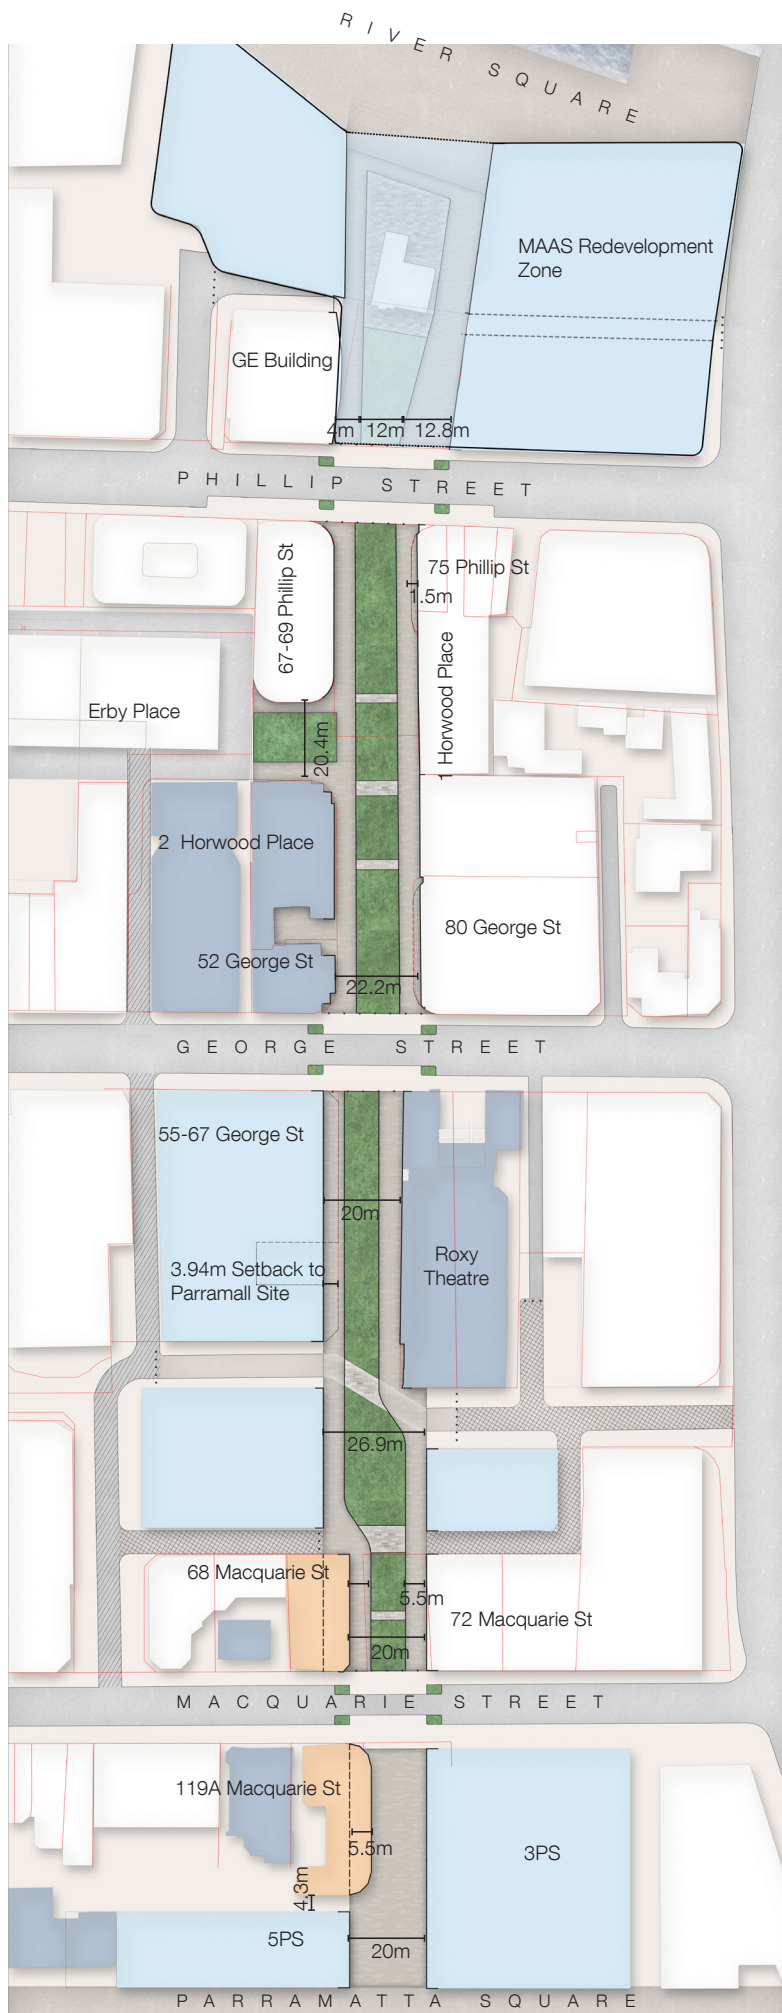 RIVER SQUARE
MAAS Redevelopment
Zone
GE Building
4m
12m
12.8m
PHILLIP STREET
67-69 Phillip St
75 Phillip St
1.5m
1 Horwood Place
Erby Place
20.4m
2 Horwood Place
80 George St
52 George St
22.2m
GEORGE STREET
55-67 George St
20m
Roxy
Theatre
3.94m Setback to
Parramall Site
26.9m
68 Macquarie St
5.5m
72 Macquarie St
20m
MACQUARIE STREET
119A Macquarie St
5.5m
3PS
4.3m
5PS
20m
PARRAMATTA SQUARE